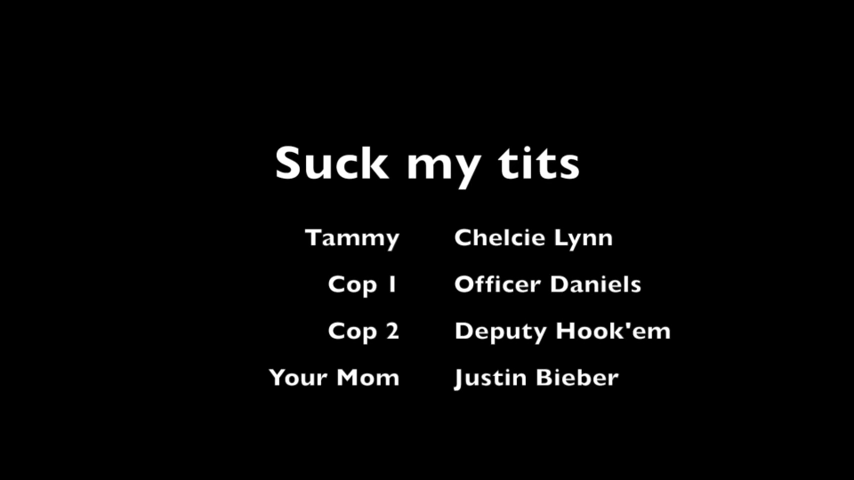 Suck my tits
Tammy Chelcie Lynn
Cop 1 Officer Daniels
Cop 2 Deputy Hook'em
Your Mom Justin Bieber